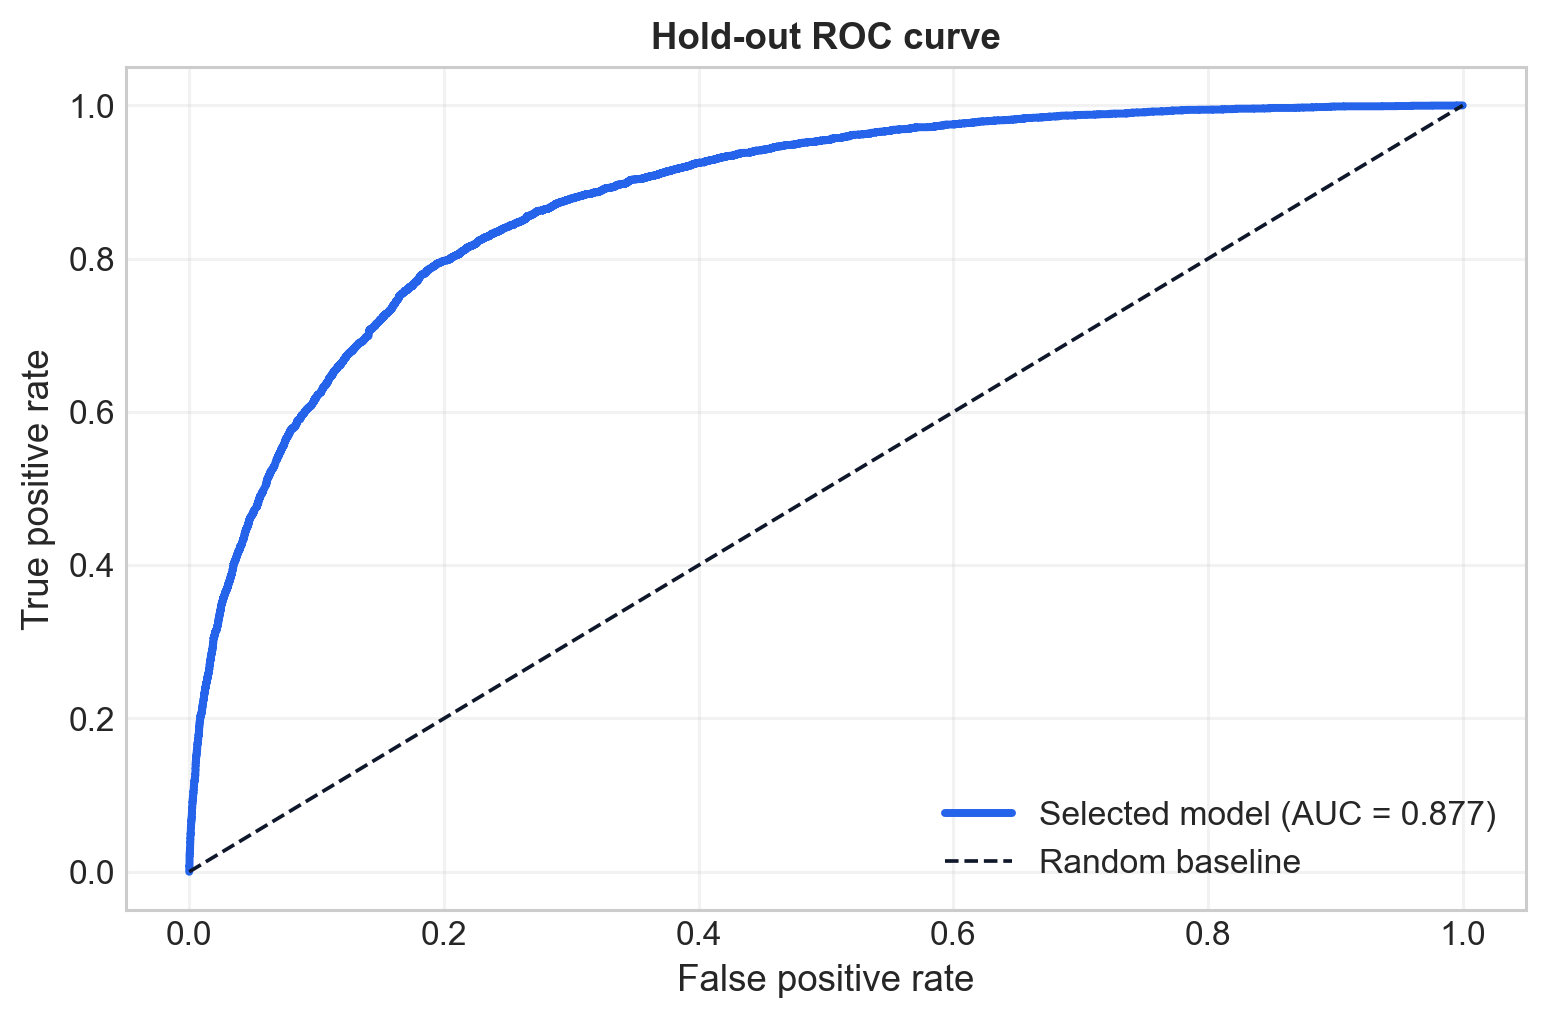 Hold-out ROC curve
1.0
0.8
0.6
0.4
0.2
0.0
True positive rate
Selected model (AUC = 0.877)
Random baseline
0.0 0.2 0.4 0.6 0.8 1.0
False positive rate